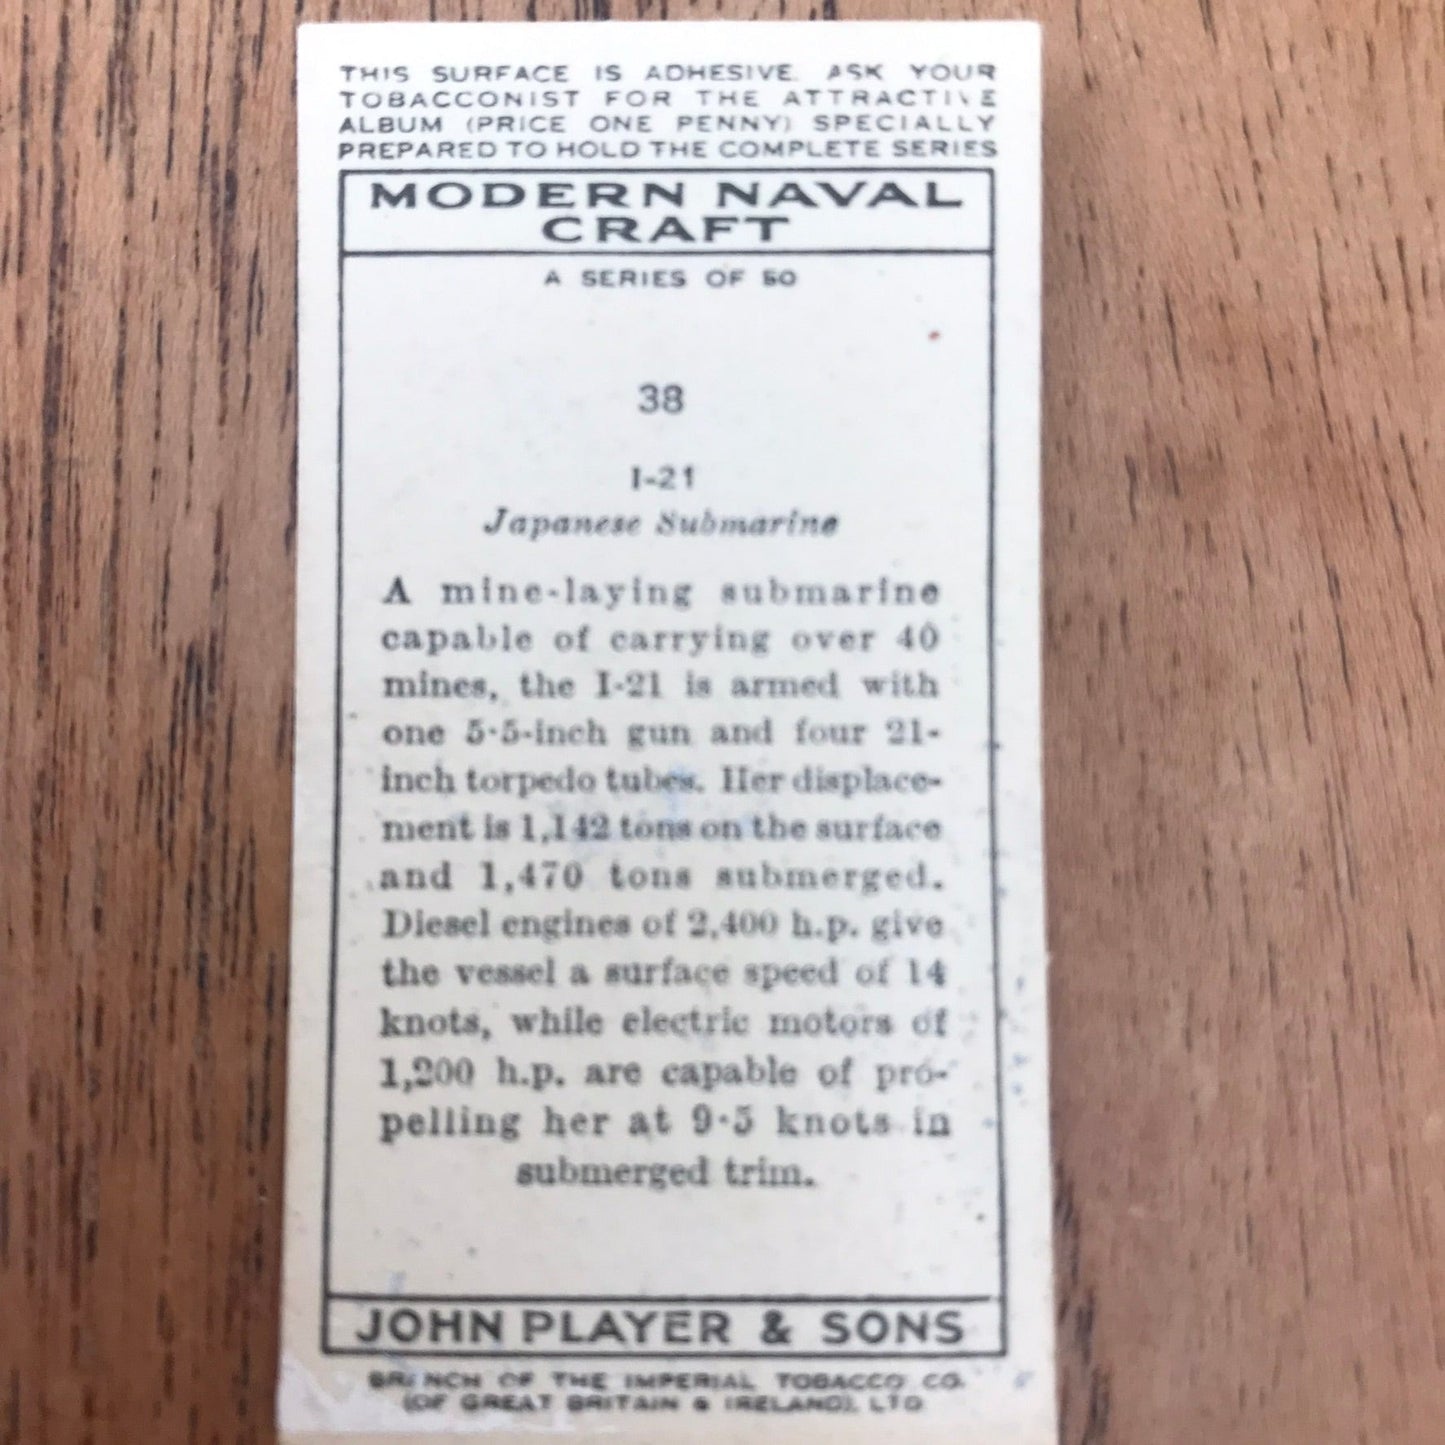 THIS SURFACE IS ADHESIVE. ASK YOUR
TOBACCONIST FOR THE ATTRACTIVE
ALBUM (PRICE ONE PENNY) SPECIALLY
PREPARED TO HOLD THE COMPLETE SERIES
MODERN NAVAL
CRAFT
A SERIES OF 50
38
I-21
Japanese Submarine
A mine-laying submarine
capable of carrying over 40
mines, the I-21 is armed with
one 5·5-inch gun and four 21-
inch torpedo tubes. Her displace-
ment is 1,142 tons on the surface
and 1,470 tons submerged.
Diesel engines of 2,400 h.p. give
the vessel a surface speed of 14
knots, while electric motors of
1,200 h.p. are capable of pro-
pelling her at 9·5 knots in
submerged trim.
JOHN PLAYER & SONS
BRANCH OF THE IMPERIAL TOBACCO CO.
(OF GREAT BRITAIN & IRELAND), LTD